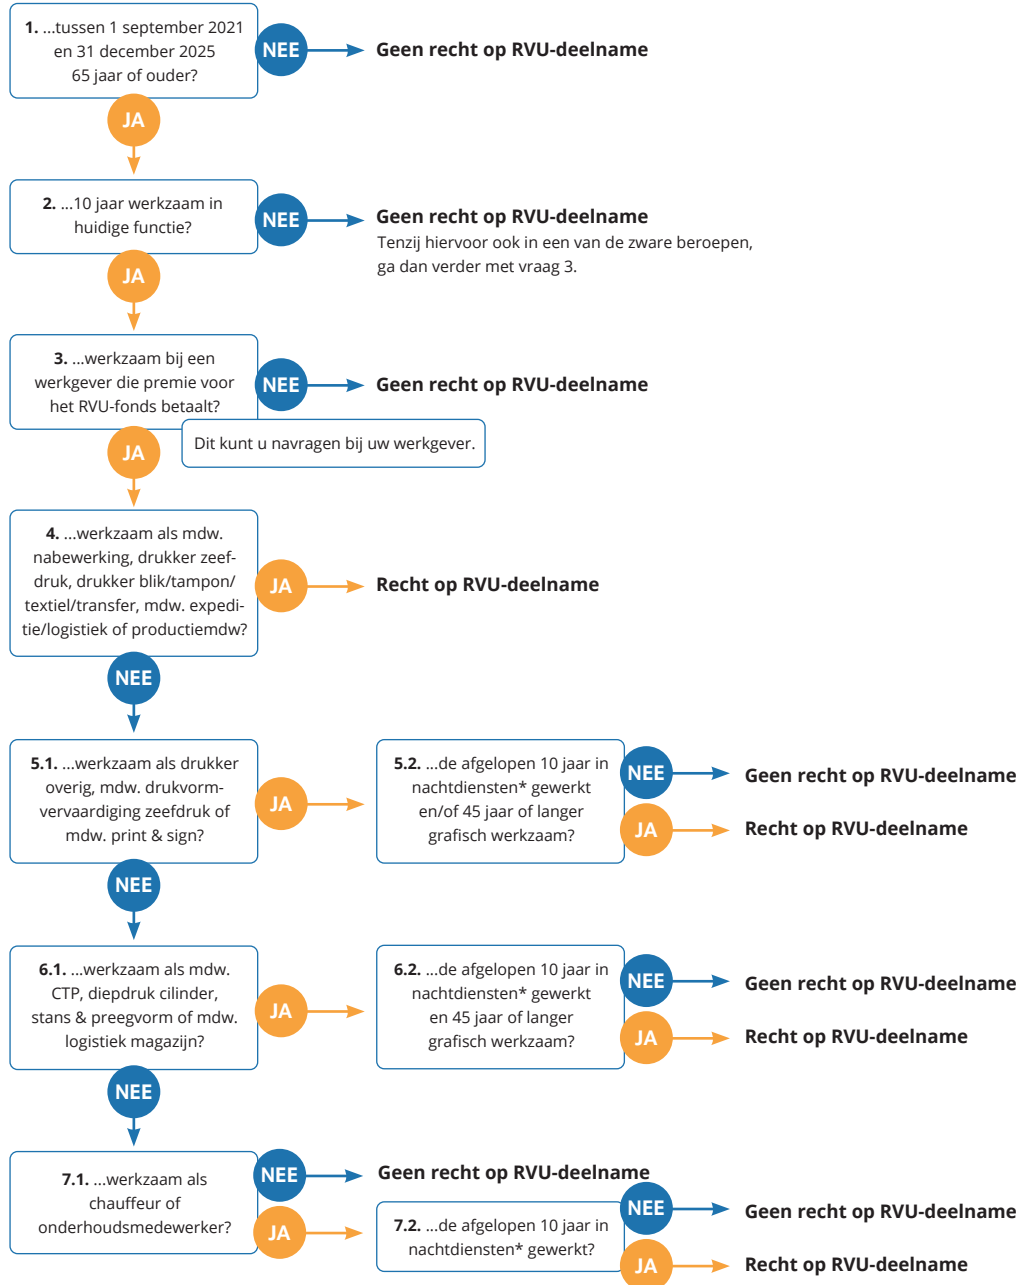 1. ...tussen 1 september 2021
en 31 december 2025
65 jaar of ouder?
NEE
Geen recht op RVU-deelname
JA
2. ...10 jaar werkzaam in
huidige functie?
NEE
Geen recht op RVU-deelname
Tenzij hiervoor ook in een van de zware beroepen,
ga dan verder met vraag 3.
JA
3. ...werkzaam bij een
werkgever die premie voor
het RVU-fonds betaalt?
NEE
Geen recht op RVU-deelname
Dit kunt u navragen bij uw werkgever.
JA
4. ...werkzaam als mdw.
nabewerking, drukker zeef-
druk, drukker blik/tampon/
textiel/transfer, mdw. expedi-
tie/logistiek of productiemdw?
JA
Recht op RVU-deelname
NEE
5.1. ...werkzaam als drukker
overig, mdw. drukvorm-
vervaardiging zeefdruk of
mdw. print & sign?
JA
5.2. ...de afgelopen 10 jaar in
nachtdiensten* gewerkt
en/of 45 jaar of langer
grafisch werkzaam?
NEE
Geen recht op RVU-deelname
JA
Recht op RVU-deelname
NEE
6.1. ...werkzaam als mdw.
CTP, diepdruk cilinder,
stans & preegvorm of mdw.
logistiek magazijn?
JA
6.2. ...de afgelopen 10 jaar in
nachtdiensten* gewerkt
en 45 jaar of langer
grafisch werkzaam?
NEE
Geen recht op RVU-deelname
JA
Recht op RVU-deelname
NEE
7.1. ...werkzaam als
chauffeur of
onderhoudsmedewerker?
NEE
Geen recht op RVU-deelname
JA
7.2. ...de afgelopen 10 jaar in
nachtdiensten* gewerkt?
NEE
Geen recht op RVU-deelname
JA
Recht op RVU-deelname